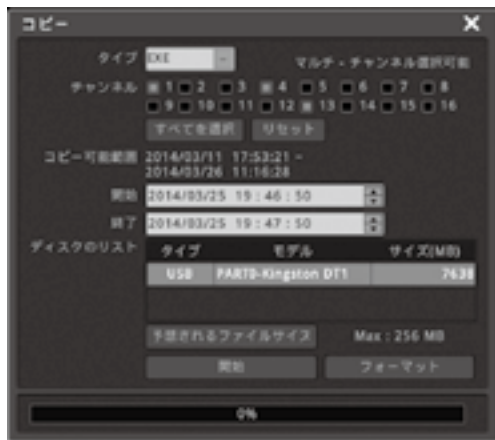 コピー
タイプ EXE マルチ・チャンネル選択可能
チャンネル 1 2 3 4 5 6 7 8
9 10 11 12 13 14 15 16
すべてを選択 リセット
コピー可能範囲 2014/03/11 17:53:21 ~
2014/03/26 11:16:28
開始 2014/03/25 19:46:50
終了 2014/03/25 19:47:50
ディスクのリスト タイプ モデル サイズ(MB)
USB PART0-Kingston DT1 7638
予想されるファイルサイズ Max : 256 MB
開始 フォーマット
0%